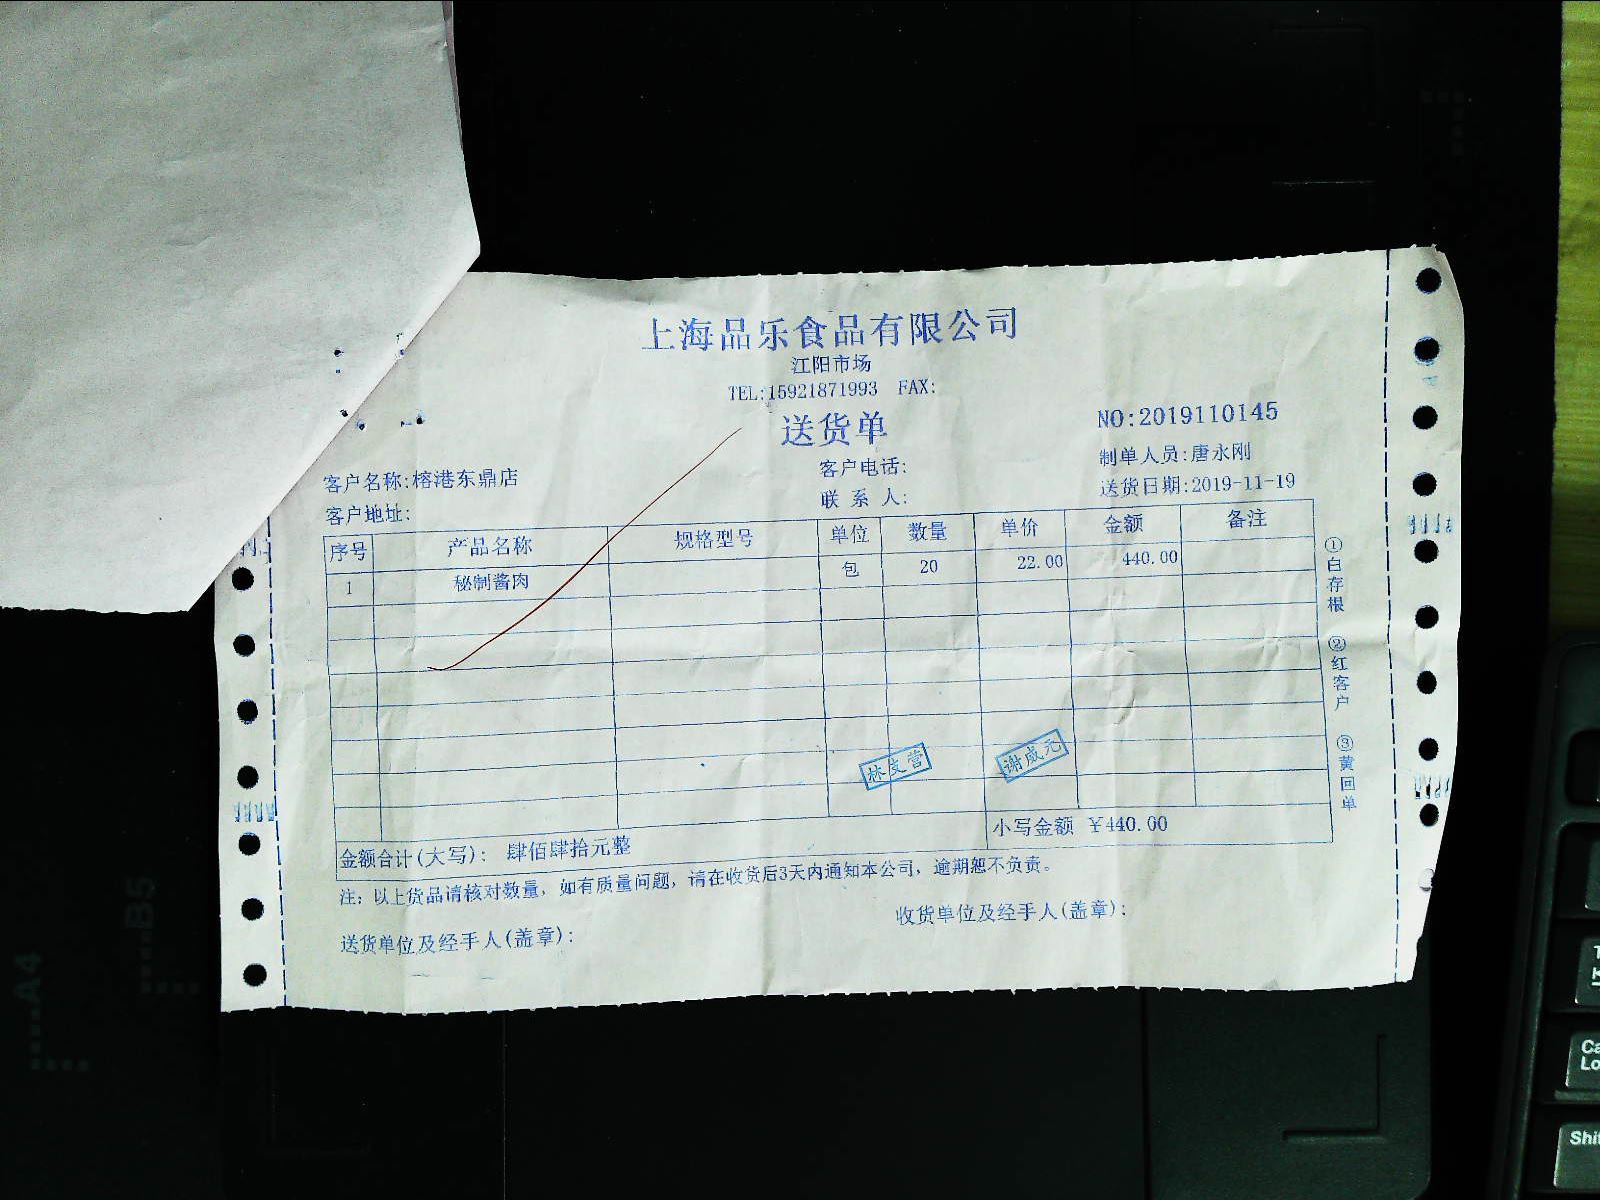 上海品乐食品有限公司
江阳市场
TEL:15921871993 FAX:
送货单
NO:2019110145
客户名称:榕港东鼎店
客户电话:
制单人员:唐永刚
客户地址:
联 系 人:
送货日期:2019-11-19
序号 产品名称 规格型号 单位 数量 单价 金额 备注
1 秘制酱肉 包 20 22.00 440.00
①白存根 ②红客户 ③黄回单
谢威元
金额合计(大写): 肆佰肆拾元整 小写金额 ¥440.00
注: 以上货品请核对数量, 如有质量问题, 请在收货后3天内通知本公司, 逾期恕不负责。
送货单位及经手人(盖章): 收货单位及经手人(盖章):
A4
B5
Shi
Ca
Lo